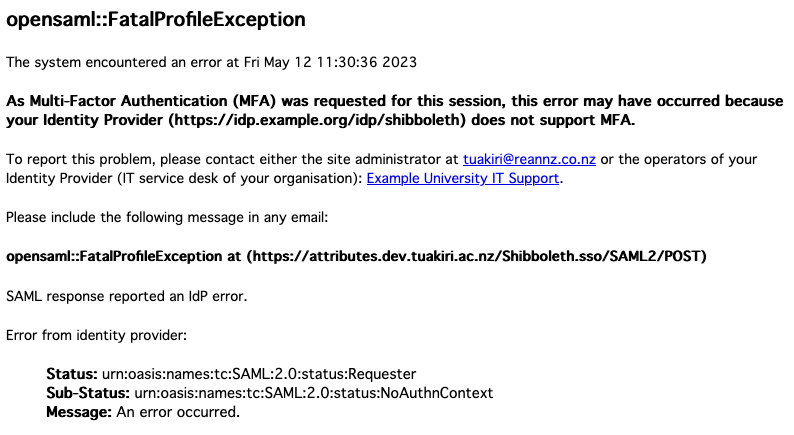 opensaml::FatalProfileException
The system encountered an error at Fri May 12 11:30:36 2023
As Multi-Factor Authentication (MFA) was requested for this session, this error may have occurred because
your Identity Provider (https://idp.example.org/idp/shibboleth) does not support MFA.
To report this problem, please contact either the site administrator at tuakiri@reannz.co.nz or the operators of your
Identity Provider (IT service desk of your organisation): Example University IT Support.
Please include the following message in any email:
opensaml::FatalProfileException at (https://attributes.dev.tuakiri.ac.nz/Shibboleth.sso/SAML2/POST)
SAML response reported an IdP error.
Error from identity provider:
Status: urn:oasis:names:tc:SAML:2.0:status:Requester
Sub-Status: urn:oasis:names:tc:SAML:2.0:status:NoAuthnContext
Message: An error occurred.